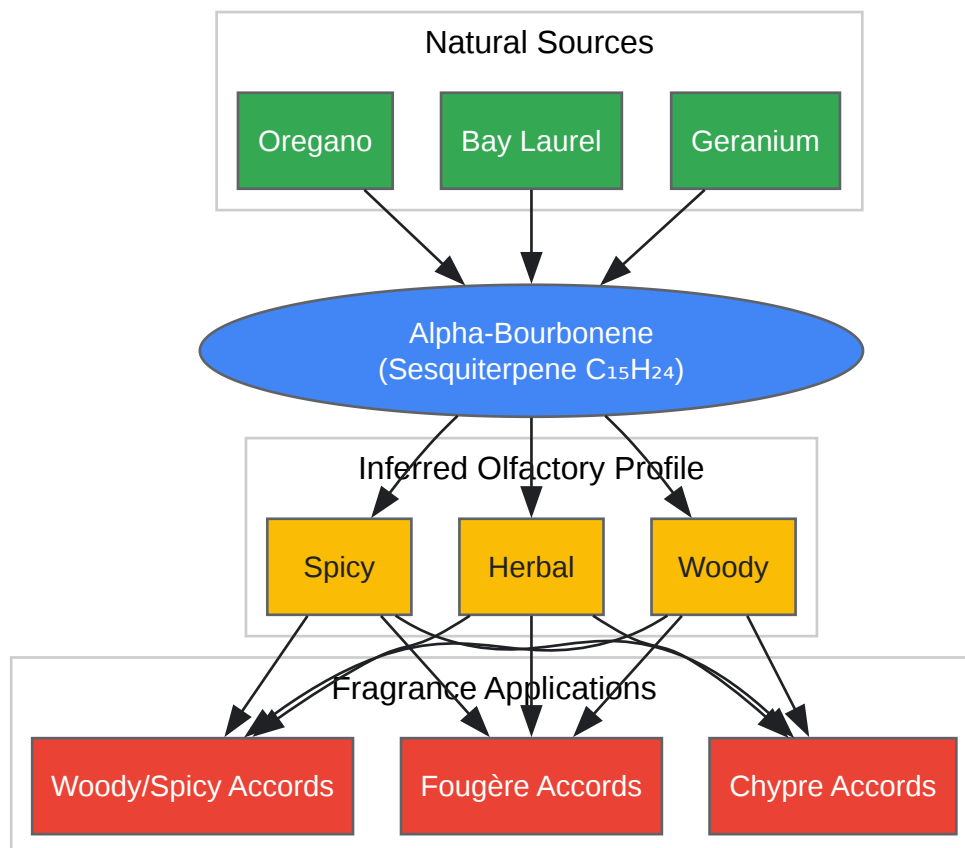 Natural Sources
Oregano
Bay Laurel
Geranium
Alpha-Bourbonene
(Sesquiterpene C₁₅H₂₄)
Inferred Olfactory Profile
Spicy
Herbal
Woody
Fragrance Applications
Woody/Spicy Accords
Fougère Accords
Chypre Accords